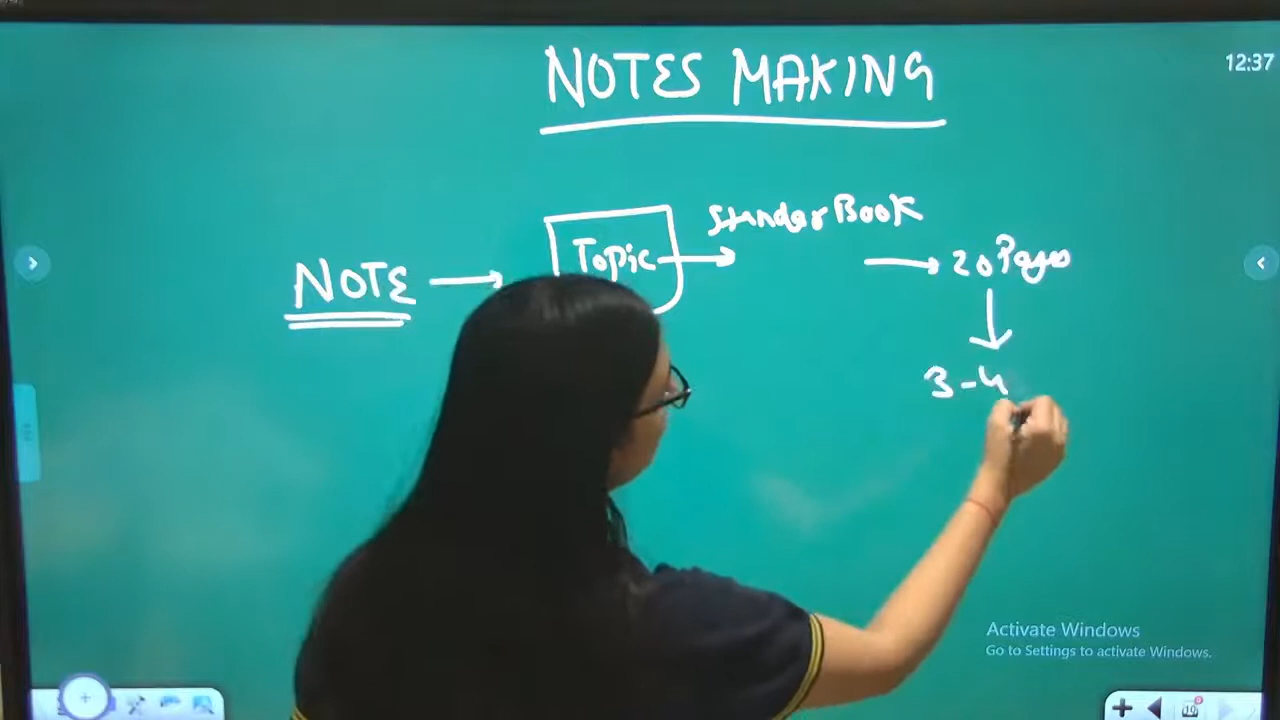 NOTES MAKING
12:37
Stander Book
NOTE → Topic → → 20 Pages
↓
3-4
Activate Windows
Go to Settings to activate Windows.